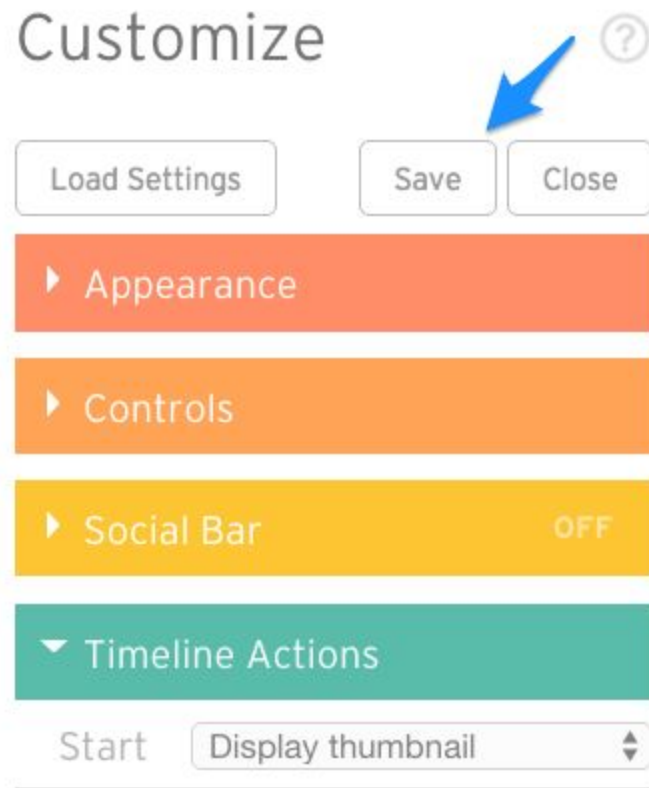 Customize ?
Load Settings Save Close
Appearance
Controls
Social Bar OFF
Timeline Actions
Start Display thumbnail